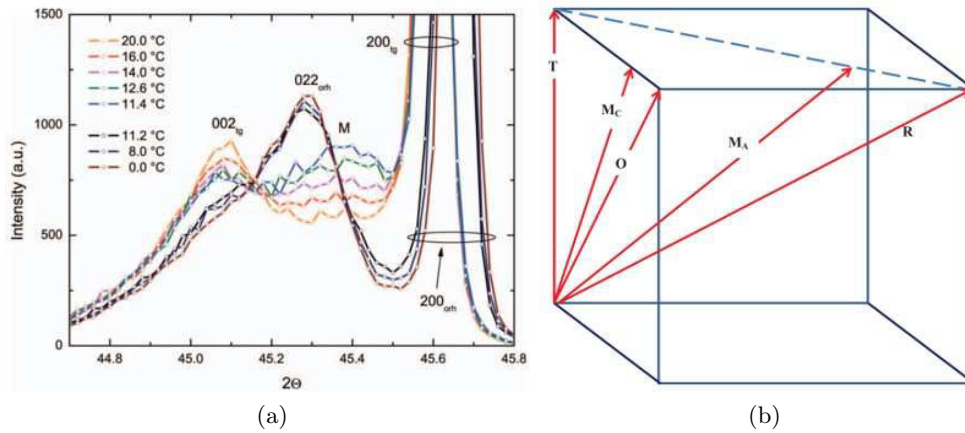 1500
1000
500
0
Intensity (a.u.)
20.0 °C
16.0 °C
14.0 °C
12.6 °C
11.4 °C
11.2 °C
8.0 °C
0.0 °C
002tg
022orh
M
200tg
200orh
44.8 45.0 45.2 45.4 45.6 45.8
2Θ
(a)
T
MC
O
MA
R
(b)